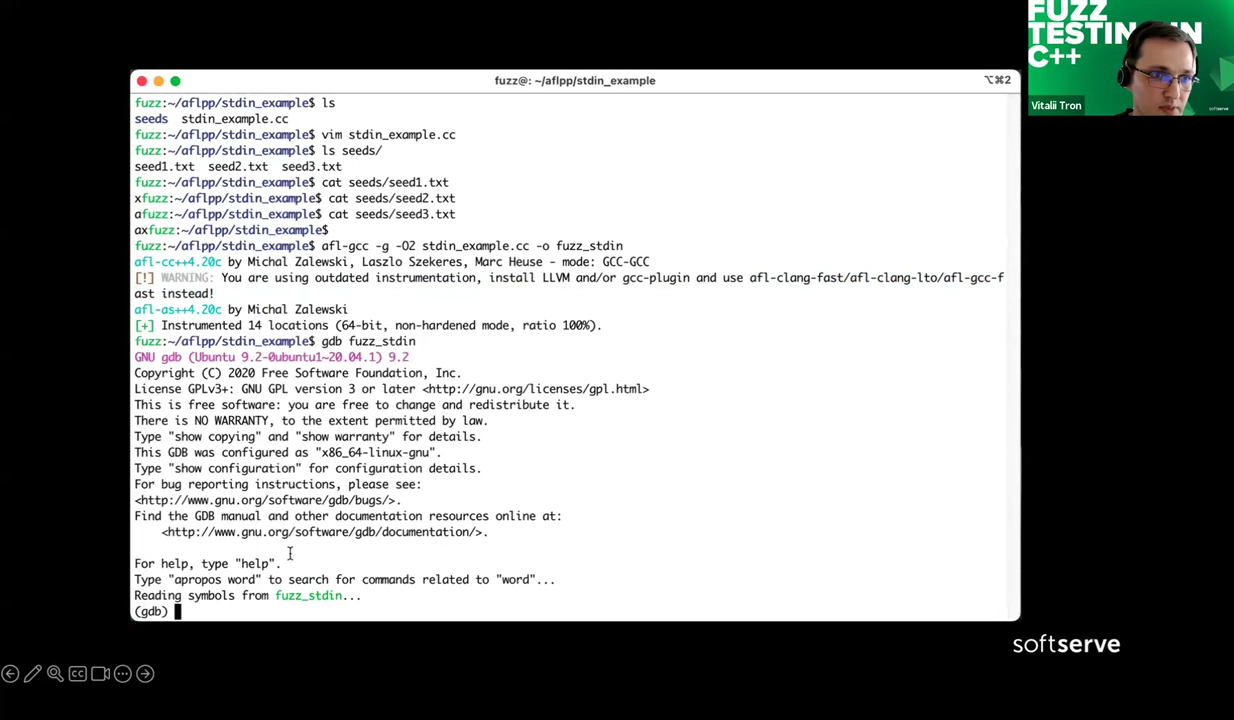 FUZZ
TESTING IN
C++
Vitalii Tron
softserve
fuzz@: ~/aflpp/stdin_example
⌥⌘2
fuzz:~/aflpp/stdin_example$ ls
seeds  stdin_example.cc
fuzz:~/aflpp/stdin_example$ vim stdin_example.cc
fuzz:~/aflpp/stdin_example$ ls seeds/
seed1.txt  seed2.txt  seed3.txt
fuzz:~/aflpp/stdin_example$ cat seeds/seed1.txt
xfuzz:~/aflpp/stdin_example$ cat seeds/seed2.txt
afuzz:~/aflpp/stdin_example$ cat seeds/seed3.txt
axfuzz:~/aflpp/stdin_example$
fuzz:~/aflpp/stdin_example$ afl-gcc -g -O2 stdin_example.cc -o fuzz_stdin
afl-cc++4.20c by Michal Zalewski, Laszlo Szekeres, Marc Heuse - mode: GCC-GCC
[!] WARNING: You are using outdated instrumentation, install LLVM and/or gcc-plugin and use afl-clang-fast/afl-clang-lto/afl-gcc-f
ast instead!
afl-as++4.20c by Michal Zalewski
[+] Instrumented 14 locations (64-bit, non-hardened mode, ratio 100%).
fuzz:~/aflpp/stdin_example$ gdb fuzz_stdin
GNU gdb (Ubuntu 9.2-0ubuntu1~20.04.1) 9.2
Copyright (C) 2020 Free Software Foundation, Inc.
License GPLv3+: GNU GPL version 3 or later <http://gnu.org/licenses/gpl.html>
This is free software: you are free to change and redistribute it.
There is NO WARRANTY, to the extent permitted by law.
Type "show copying" and "show warranty" for details.
This GDB was configured as "x86_64-linux-gnu".
Type "show configuration" for configuration details.
For bug reporting instructions, please see:
<http://www.gnu.org/software/gdb/bugs/>.
Find the GDB manual and other documentation resources online at:
    <http://www.gnu.org/software/gdb/documentation/>.
For help, type "help".
Type "apropos word" to search for commands related to "word"...
Reading symbols from fuzz_stdin...
(gdb)
softserve
CC